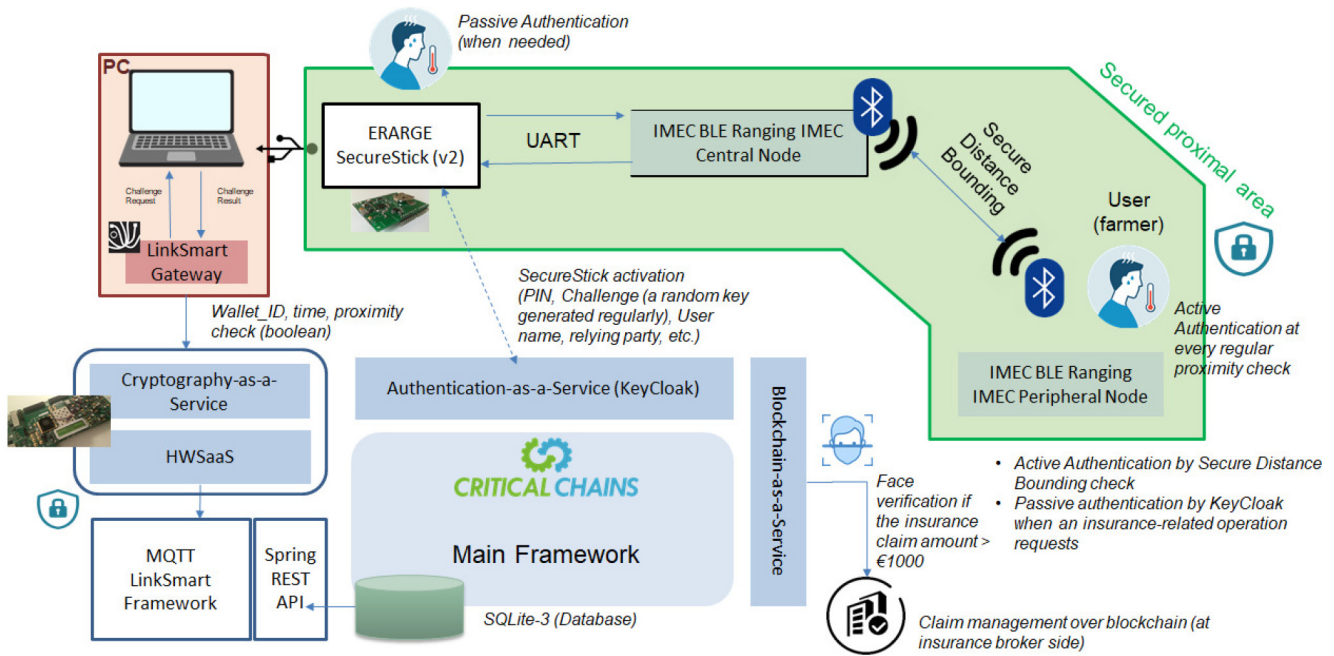 Passive Authentication
(when needed)
PC
ERARGE
SecureStick (v2)
UART
IMEC BLE Ranging IMEC
Central Node
Secure
Distance
Bounding
Secured proximal area
User
(farmer)
Challenge
Request
Challenge
Result
LinkSmart
Gateway
Wallet_ID, time, proximity
check (boolean)
SecureStick activation
(PIN, Challenge (a random key
generated regularly), User
name, relying party, etc.)
Active
Authentication at
every regular
proximity check
IMEC BLE Ranging
IMEC Peripheral Node
Cryptography-as-a-
Service
HWSaaS
Authentication-as-a-Service (KeyCloak)
Blockchain-as-a-Service
CRITICAL CHAINS
Main Framework
Face
verification if
the insurance
claim amount >
€1000
• Active Authentication by Secure Distance
Bounding check
• Passive authentication by KeyCloak
when an insurance-related operation
requests
MQTT
LinkSmart
Framework
Spring
REST
API
SQLite-3 (Database)
Claim management over blockchain (at
insurance broker side)